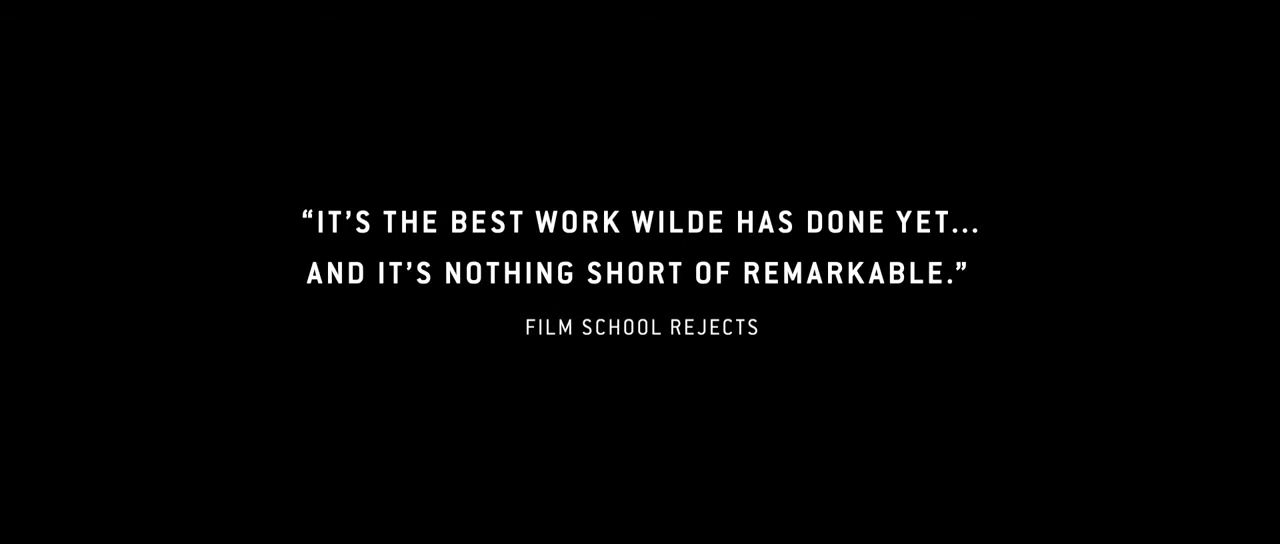 “IT’S THE BEST WORK WILDE HAS DONE YET...
AND IT’S NOTHING SHORT OF REMARKABLE.”
FILM SCHOOL REJECTS